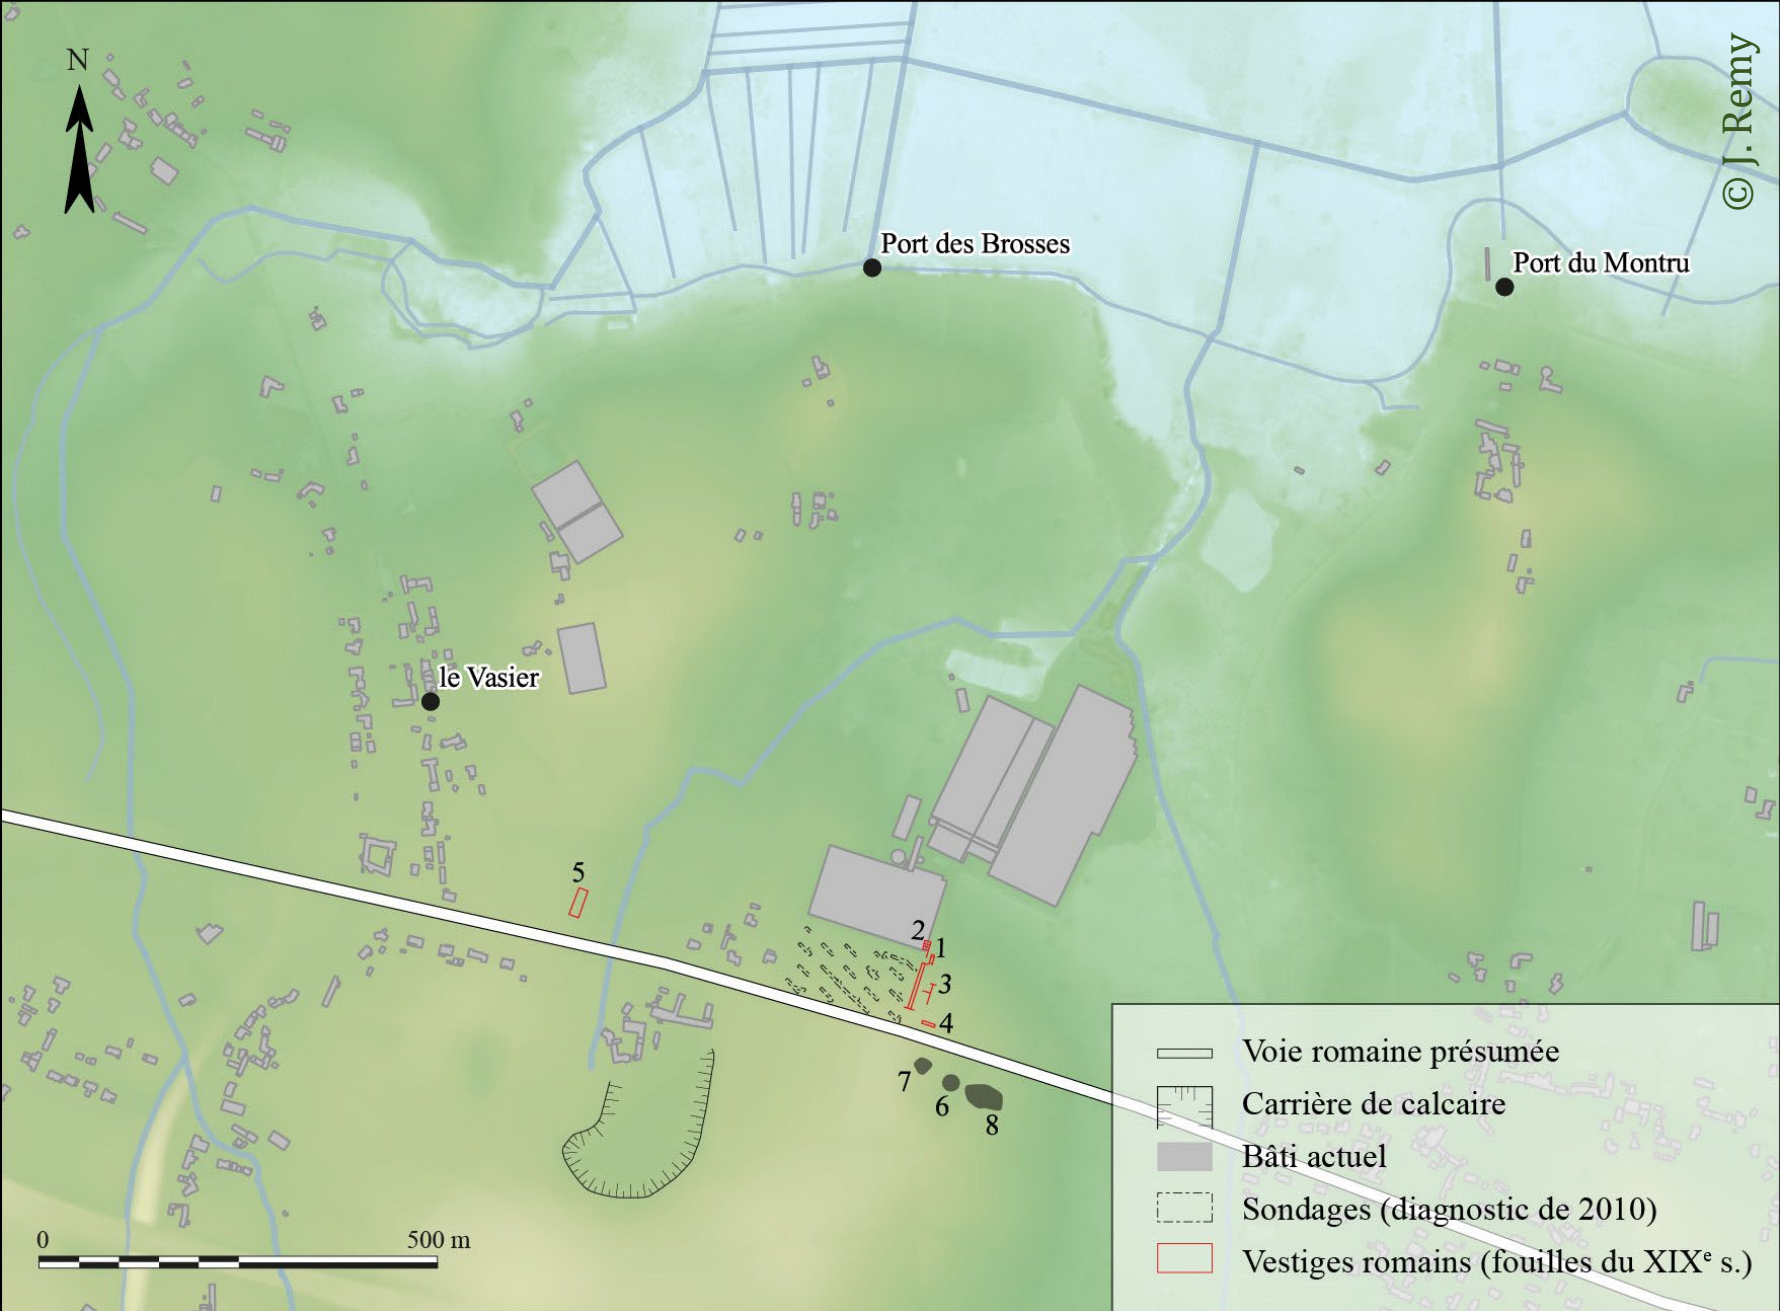 N
© J. Remy
Port des Brosses
Port du Montru
le Vasier
5
2
1
3
4
7
6
8
0 500 m
Voie romaine présumée
Carrière de calcaire
Bâti actuel
Sondages (diagnostic de 2010)
Vestiges romains (fouilles du XIXe s.)